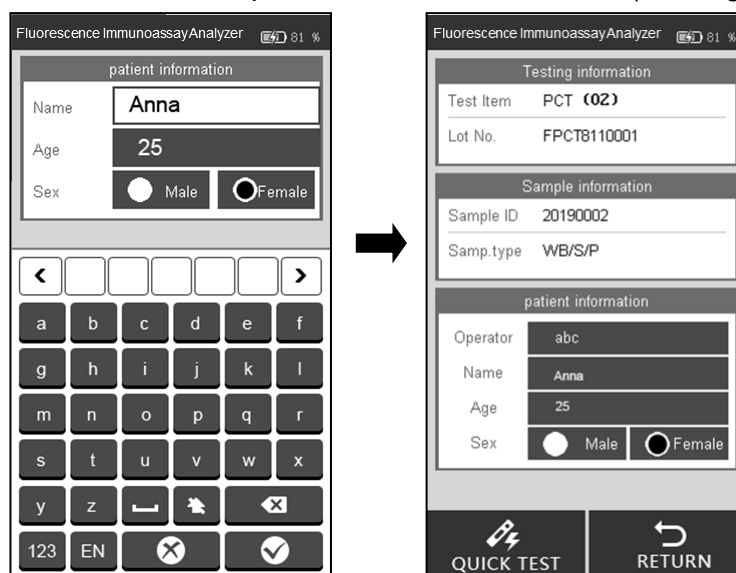 Fluorescence Immunoassay Analyzer 81 %
patient information
Name Anna
Age 25
Sex Male Female
a b c d e f
g h i j k l
m n o p q r
s t u v w x
y z
123 EN
Fluorescence Immunoassay Analyzer 81 %
Testing information
Test Item PCT (02)
Lot No. FPCT8110001
Sample information
Sample ID 20190002
Samp.type WB/S/P
patient information
Operator abc
Name Anna
Age 25
Sex Male Female
QUICK TEST RETURN